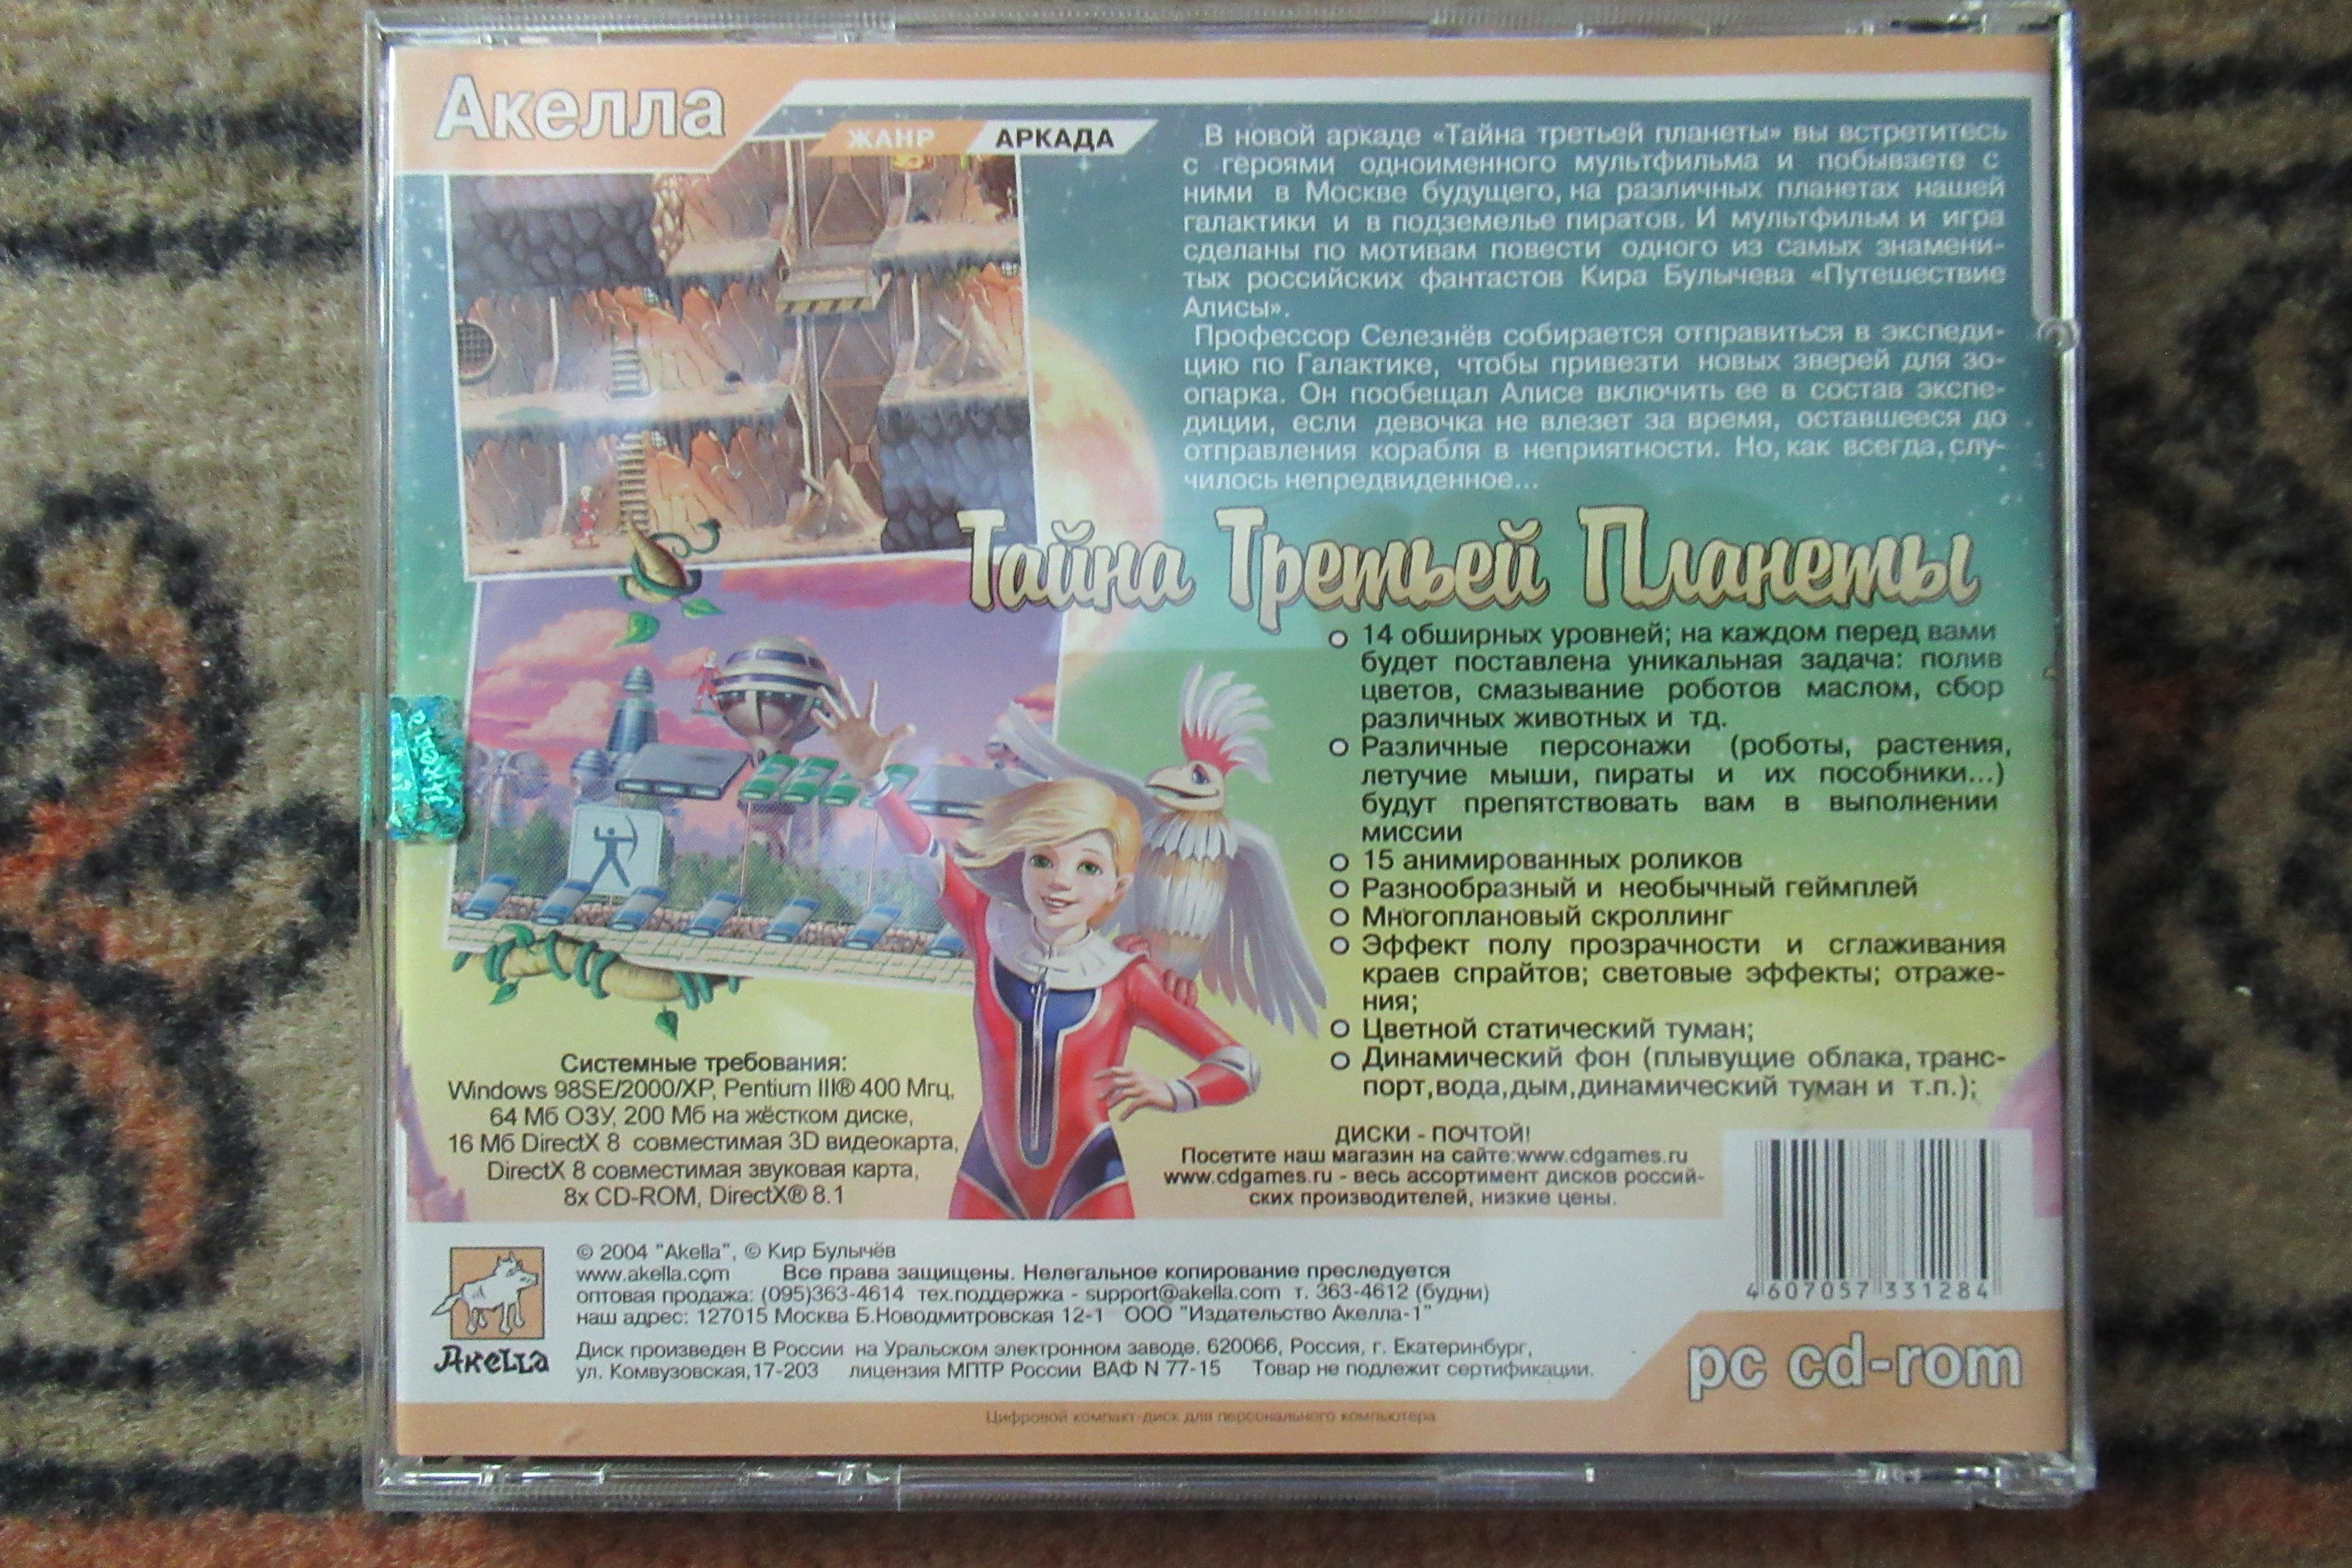 Акелла
ЖАНР АРКАДА
В новой аркаде «Тайна третьей планеты» вы встретитесь
с героями одноименного мультфильма и побываете с
ними в Москве будущего, на различных планетах нашей
галактики и в подземелье пиратов. И мультфильм и игра
сделаны по мотивам повести одного из самых знамени-
тых российских фантастов Кира Булычева «Путешествие
Алисы».
Профессор Селезнёв собирается отправиться в экспеди-
цию по Галактике, чтобы привезти новых зверей для зо-
опарка. Он пообещал Алисе включить ее в состав экспе-
диции, если девочка не влезет за время, оставшееся до
отправления корабля в неприятности. Но, как всегда, слу-
чилось непредвиденное...
Тайна Третьей Планеты
14 обширных уровней; на каждом перед вами
будет поставлена уникальная задача: полив
цветов, смазывание роботов маслом, сбор
различных животных и тд.
Различные персонажи (роботы, растения,
летучие мыши, пираты и их пособники...)
будут препятствовать вам в выполнении
миссии
15 анимированных роликов
Разнообразный и необычный геймплей
Многоплановый скроллинг
Эффект полу прозрачности и сглаживания
краев спрайтов; световые эффекты; отраже-
ния;
Цветной статический туман;
Динамический фон (плывущие облака, транс-
порт,вода,дым,динамический туман и т.п.);
Системные требования:
Windows 98SE/2000/XP, Pentium III® 400 Мгц,
64 Мб ОЗУ, 200 Мб на жёстком диске,
16 Мб DirectX 8 совместимая 3D видеокарта,
DirectX 8 совместимая звуковая карта,
8x CD-ROM, DirectX® 8.1
ДИСКИ - ПОЧТОЙ!
Посетите наш магазин на сайте:www.cdgames.ru
www.cdgames.ru - весь ассортимент дисков россий-
ских производителей, низкие цены.
© 2004 "Akella", © Кир Булычёв
www.akella.com Все права защищены. Нелегальное копирование преследуется
оптовая продажа: (095)363-4614 тех.поддержка - support@akella.com т. 363-4612 (будни)
наш адрес: 127015 Москва Б.Новодмитровская 12-1 ООО "Издательство Акелла-1"
Диск произведен В России на Уральском электронном заводе. 620066, Россия, г. Екатеринбург,
ул. Комвузовская,17-203 лицензия МПТР России ВАФ N 77-15 Товар не подлежит сертификации.
Акелла
4 607057 331284
pc cd-rom
Цифровой компакт-диск для персонального компьютера